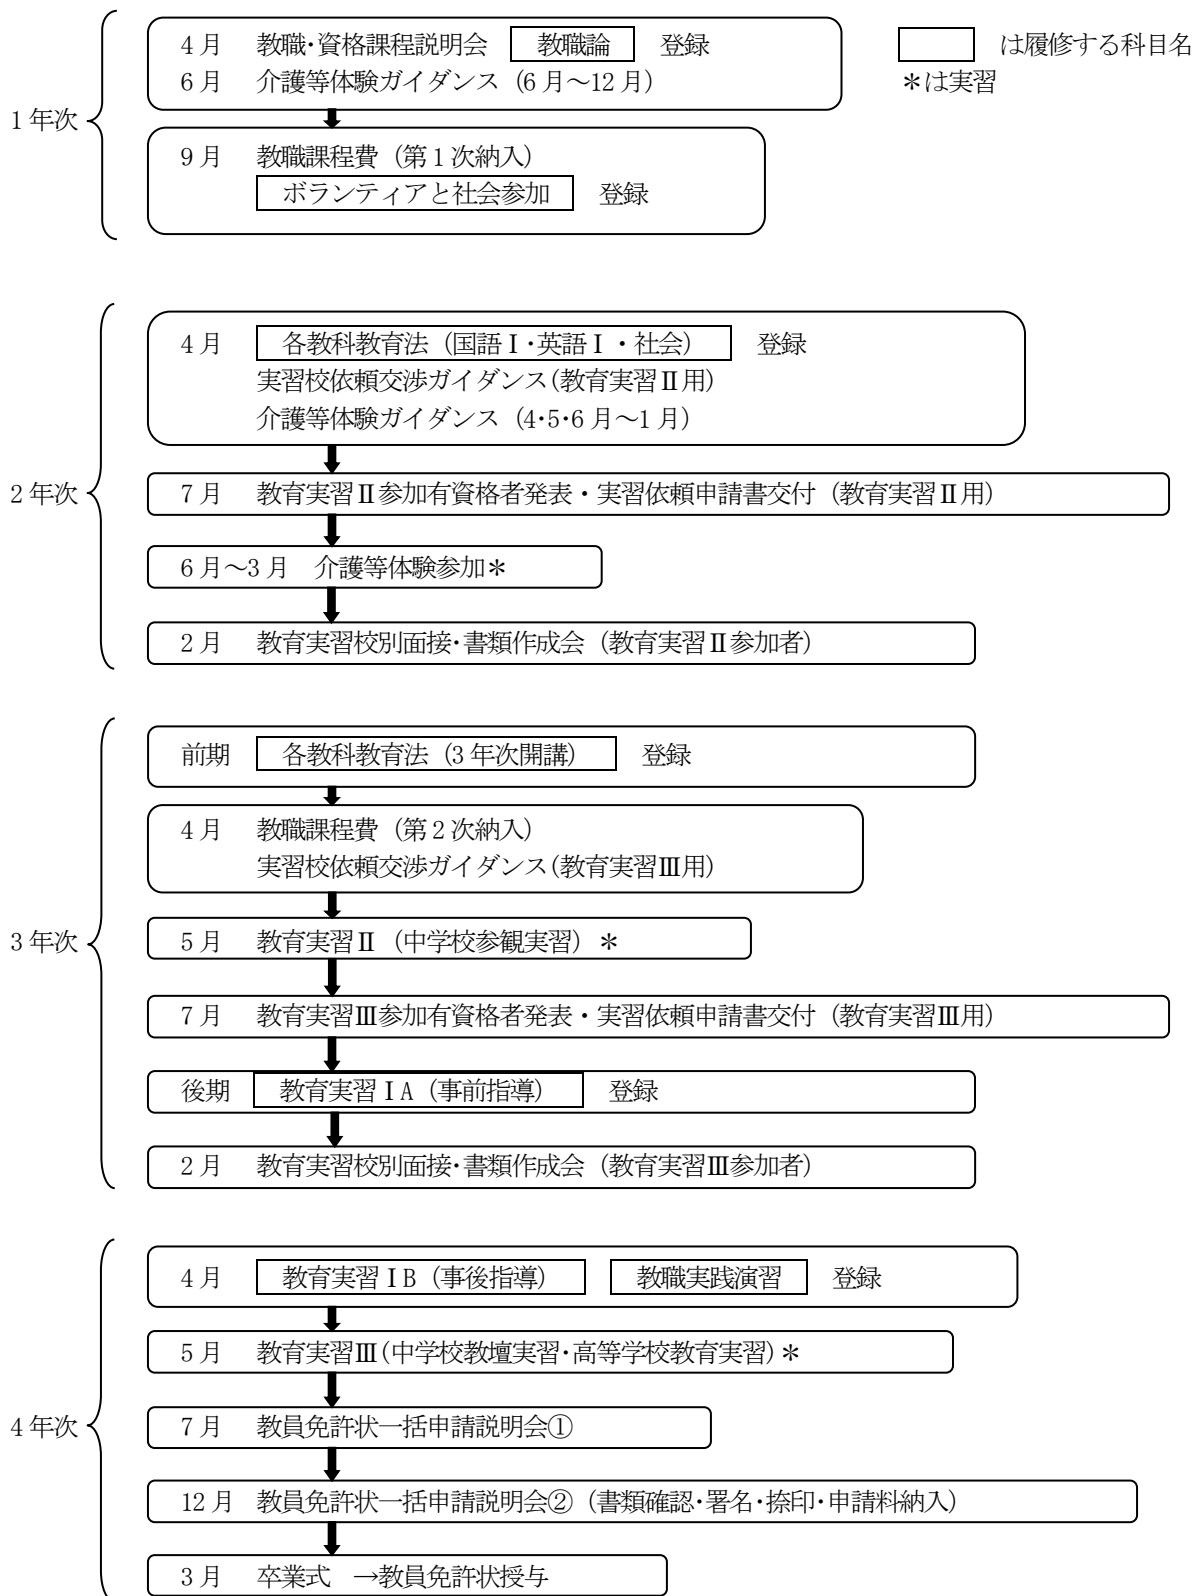 4月 教職・資格課程説明会 教職論 登録
6月 介護等体験ガイダンス（6月～12月）
は履修する科目名
＊は実習
1年次
9月 教職課程費（第1次納入）
ボランティアと社会参加 登録
4月 各教科教育法（国語Ⅰ・英語Ⅰ・社会） 登録
実習校依頼交渉ガイダンス（教育実習Ⅱ用）
介護等体験ガイダンス（4・5・6月～1月）
2年次
7月 教育実習Ⅱ参加有資格者発表・実習依頼申請書交付（教育実習Ⅱ用）
6月～3月 介護等体験参加＊
2月 教育実習校別面接・書類作成会（教育実習Ⅱ参加者）
前期 各教科教育法（3年次開講） 登録
4月 教職課程費（第2次納入）
実習校依頼交渉ガイダンス（教育実習Ⅲ用）
3年次
5月 教育実習Ⅱ（中学校参観実習）＊
7月 教育実習Ⅲ参加有資格者発表・実習依頼申請書交付（教育実習Ⅲ用）
後期 教育実習ⅠA（事前指導） 登録
2月 教育実習校別面接・書類作成会（教育実習Ⅲ参加者）
4月 教育実習ⅠB（事後指導） 教職実践演習 登録
5月 教育実習Ⅲ（中学校教壇実習・高等学校教育実習）＊
4年次
7月 教員免許状一括申請説明会①
12月 教員免許状一括申請説明会②（書類確認・署名・捺印・申請料納入）
3月 卒業式 →教員免許状授与